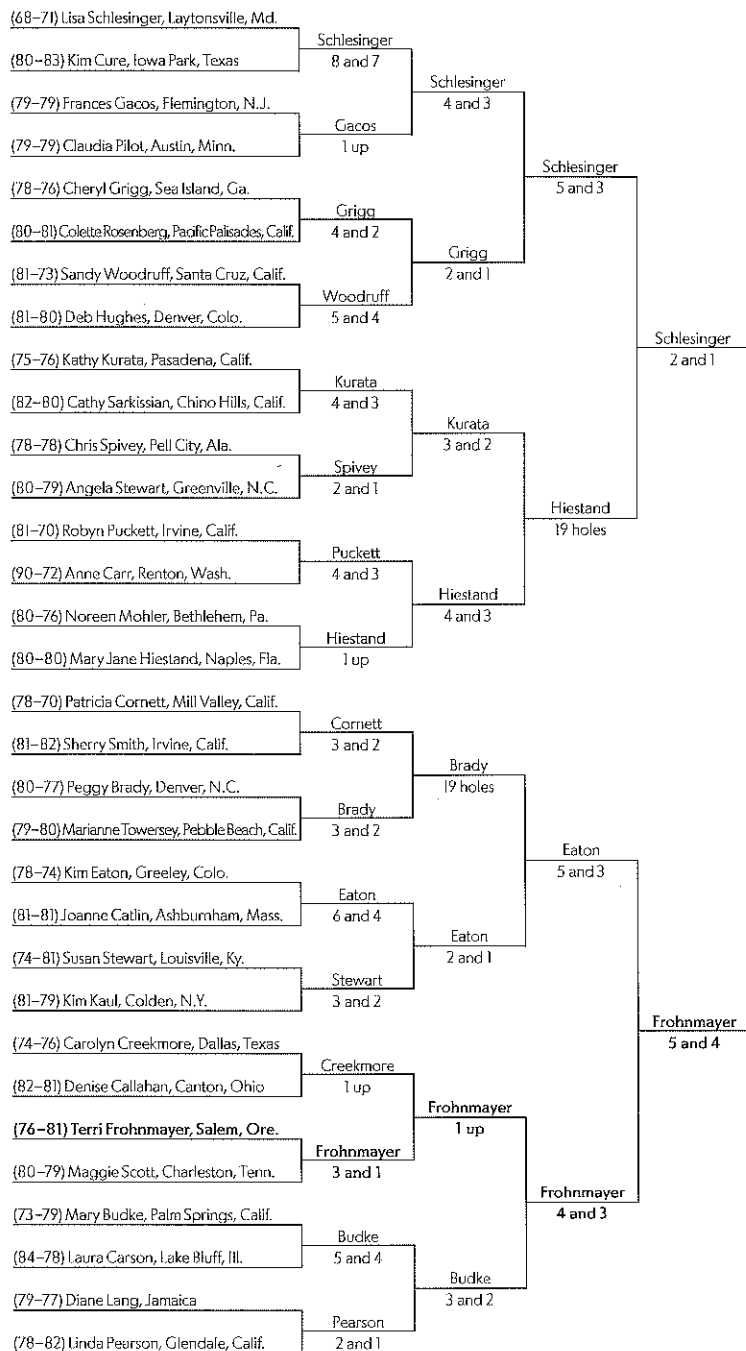 (68–71) Lisa Schlesinger, Laytonsville, Md.
Schlesinger
8 and 7
(80–83) Kim Cure, Iowa Park, Texas
Schlesinger
4 and 3
(79–79) Frances Gacos, Flemington, N.J.
Gacos
1 up
(79–79) Claudia Pilot, Austin, Minn.
Schlesinger
5 and 3
(78–76) Cheryl Grigg, Sea Island, Ga.
Grigg
4 and 2
(80–81) Colette Rosenberg, Pacific Palisades, Calif.
Grigg
2 and 1
(81–73) Sandy Woodruff, Santa Cruz, Calif.
Woodruff
5 and 4
(81–80) Deb Hughes, Denver, Colo.
Schlesinger
2 and 1
(75–76) Kathy Kurata, Pasadena, Calif.
Kurata
4 and 3
(82–80) Cathy Sarkissian, Chino Hills, Calif.
Kurata
3 and 2
(78–78) Chris Spivey, Pell City, Ala.
Spivey
2 and 1
(80–79) Angela Stewart, Greenville, N.C.
Hiestand
19 holes
(81–70) Robyn Puckett, Irvine, Calif.
Puckett
4 and 3
(90–72) Anne Carr, Renton, Wash.
Hiestand
4 and 3
(80–76) Noreen Mohler, Bethlehem, Pa.
Hiestand
1 up
(80–80) Mary Jane Hiestand, Naples, Fla.
(78–70) Patricia Cornett, Mill Valley, Calif.
Cornett
3 and 2
(81–82) Sherry Smith, Irvine, Calif.
Brady
19 holes
(80–77) Peggy Brady, Denver, N.C.
Brady
3 and 2
(79–80) Marianne Towersey, Pebble Beach, Calif.
Eaton
5 and 3
(78–74) Kim Eaton, Greeley, Colo.
Eaton
6 and 4
(81–81) Joanne Catlin, Ashburnham, Mass.
Eaton
2 and 1
(74–81) Susan Stewart, Louisville, Ky.
Stewart
3 and 2
(81–79) Kim Kaul, Colden, N.Y.
Frohnmayer
5 and 4
(74–76) Carolyn Creekmore, Dallas, Texas
Creekmore
1 up
(82–81) Denise Callahan, Canton, Ohio
Frohnmayer
1 up
(76–81) Terri Frohnmayer, Salem, Ore.
Frohnmayer
3 and 1
(80–79) Maggie Scott, Charleston, Tenn.
Frohnmayer
4 and 3
(73–79) Mary Budke, Palm Springs, Calif.
Budke
5 and 4
(84–78) Laura Carson, Lake Bluff, Ill.
Budke
3 and 2
(79–77) Diane Lang, Jamaica
Pearson
2 and 1
(78–82) Linda Pearson, Glendale, Calif.